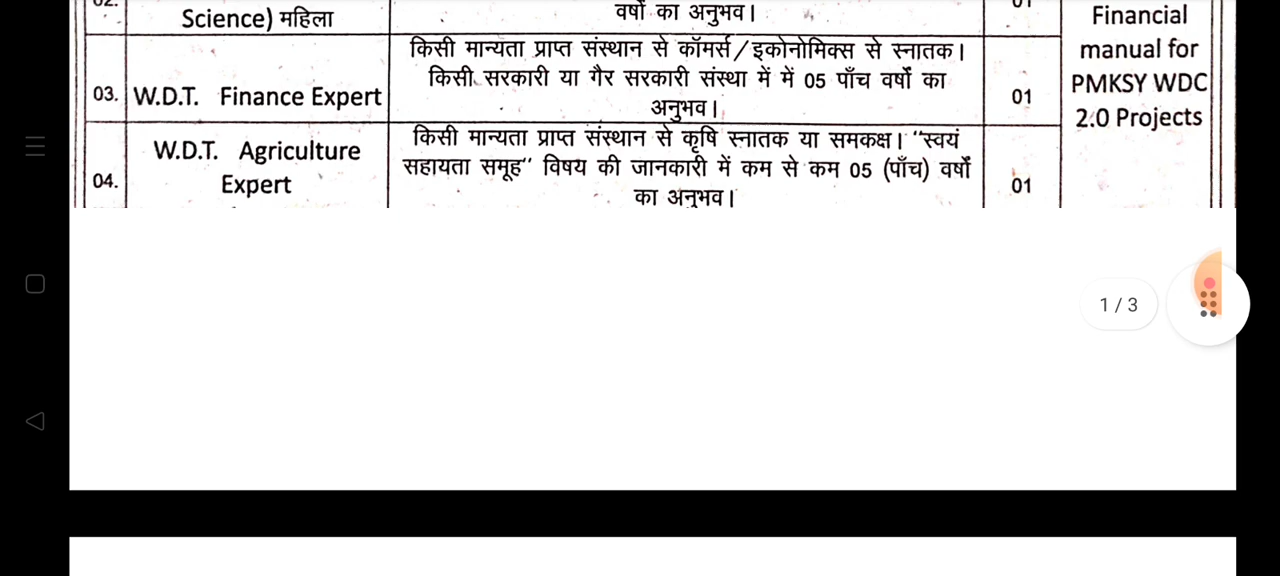 02.
Science) महिला
वर्षो का अनुभव।
01
Financial
manual for
PMKSY WDC
2.0 Projects
03.
W.D.T. Finance Expert
किसी मान्यता प्राप्त संस्थान से कॉमर्स/इकोनोमिक्स से स्नातक।
किसी सरकारी या गैर सरकारी संस्था में में 05 पाँच वर्षों का
अनुभव।
01
04.
W.D.T. Agriculture
Expert
किसी मान्यता प्राप्त संस्थान से कृषि स्नातक या समकक्ष। "स्वयं
सहायता समूह" विषय की जानकारी में कम से कम 05 (पाँच) वर्षों
का अनुभव।
01
1 / 3